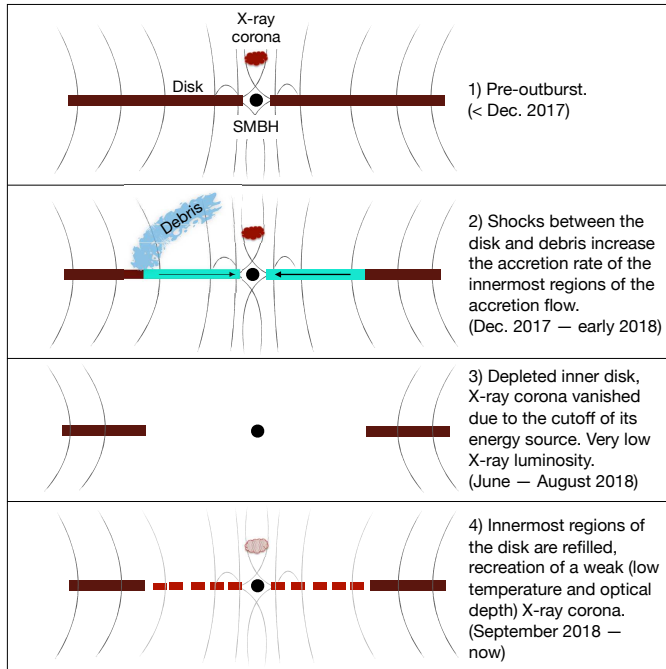 X-ray
corona
Disk
SMBH
1) Pre-outburst.
(< Dec. 2017)
Debris
2) Shocks between the
disk and debris increase
the accretion rate of the
innermost regions of the
accretion flow.
(Dec. 2017 — early 2018)
3) Depleted inner disk,
X-ray corona vanished
due to the cutoff of its
energy source. Very low
X-ray luminosity.
(June — August 2018)
4) Innermost regions of
the disk are refilled,
recreation of a weak (low
temperature and optical
depth) X-ray corona.
(September 2018 —
now)